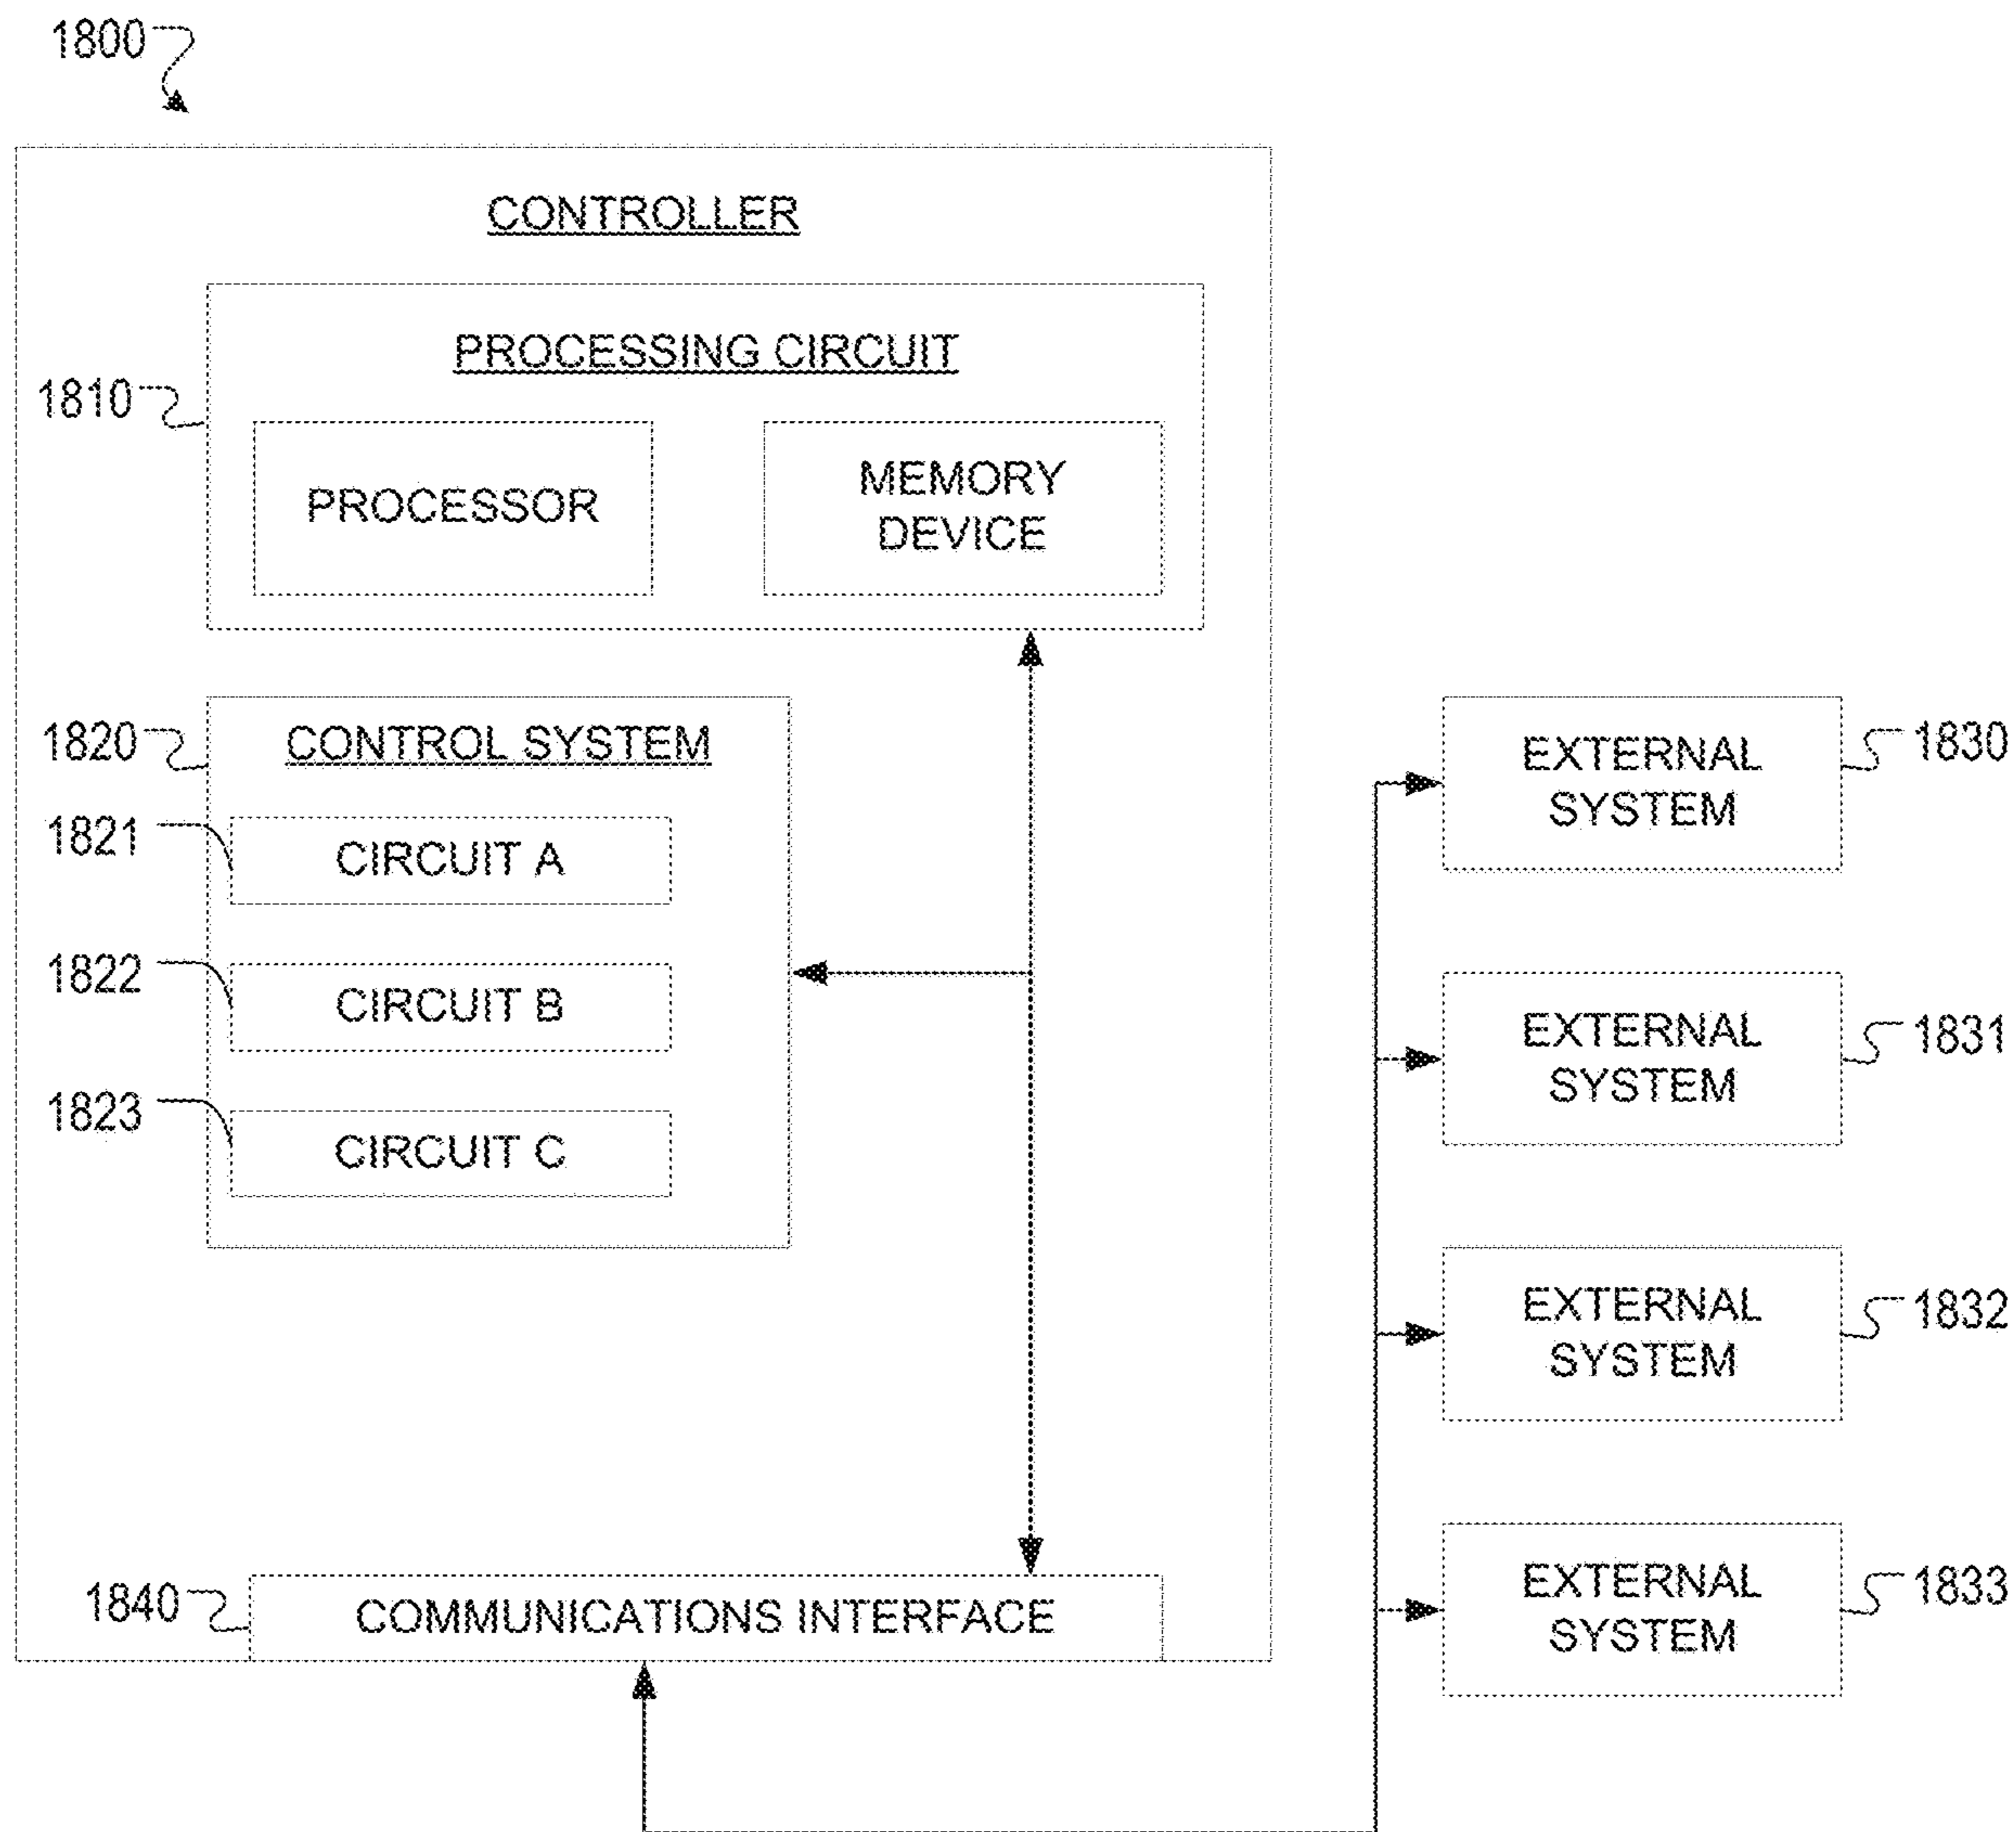 1800
CONTROLLER
PROCESSING CIRCUIT
1810
PROCESSOR
MEMORY
DEVICE
1820
CONTROL SYSTEM
1821
CIRCUIT A
1822
CIRCUIT B
1823
CIRCUIT C
1840
COMMUNICATIONS INTERFACE
EXTERNAL
SYSTEM
1830
EXTERNAL
SYSTEM
1831
EXTERNAL
SYSTEM
1832
EXTERNAL
SYSTEM
1833